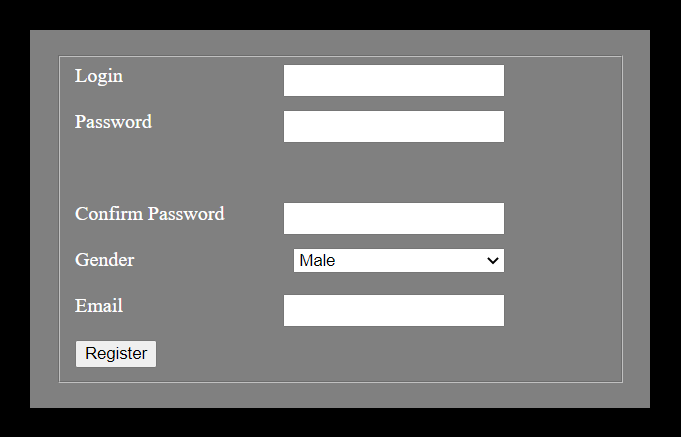 Login
Password
Confirm Password
Gender Male
Email
Register